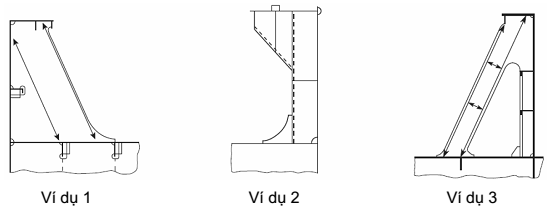 Ví dụ 1
Ví dụ 2
Ví dụ 3